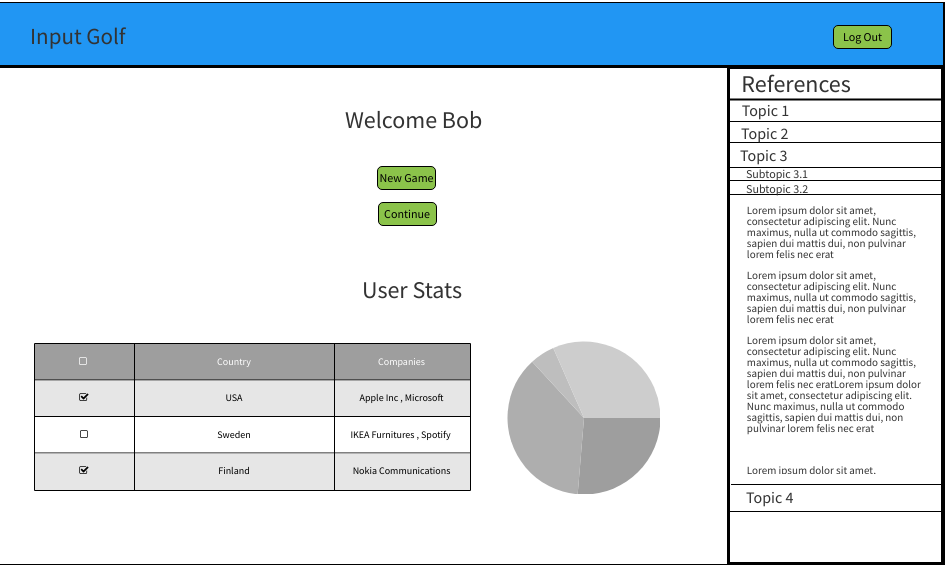 Input Golf
Log Out
Welcome Bob
New Game
Continue
User Stats
Country Companies
USA Apple Inc , Microsoft
Sweden IKEA Furnitures , Spotify
Finland Nokia Communications
References
Topic 1
Topic 2
Topic 3
Subtopic 3.1
Subtopic 3.2
Lorem ipsum dolor sit amet,
consectetur adipiscing elit. Nunc
maximus, nulla ut commodo sagittis,
sapien dui mattis dui, non pulvinar
lorem felis nec erat
Lorem ipsum dolor sit amet,
consectetur adipiscing elit. Nunc
maximus, nulla ut commodo sagittis,
sapien dui mattis dui, non pulvinar
lorem felis nec erat
Lorem ipsum dolor sit amet,
consectetur adipiscing elit. Nunc
maximus, nulla ut commodo sagittis,
sapien dui mattis dui, non pulvinar
lorem felis nec eratLorem ipsum dolor
sit amet, consectetur adipiscing elit.
Nunc maximus, nulla ut commodo
sagittis, sapien dui mattis dui, non
pulvinar lorem felis nec erat
Lorem ipsum dolor sit amet.
Topic 4